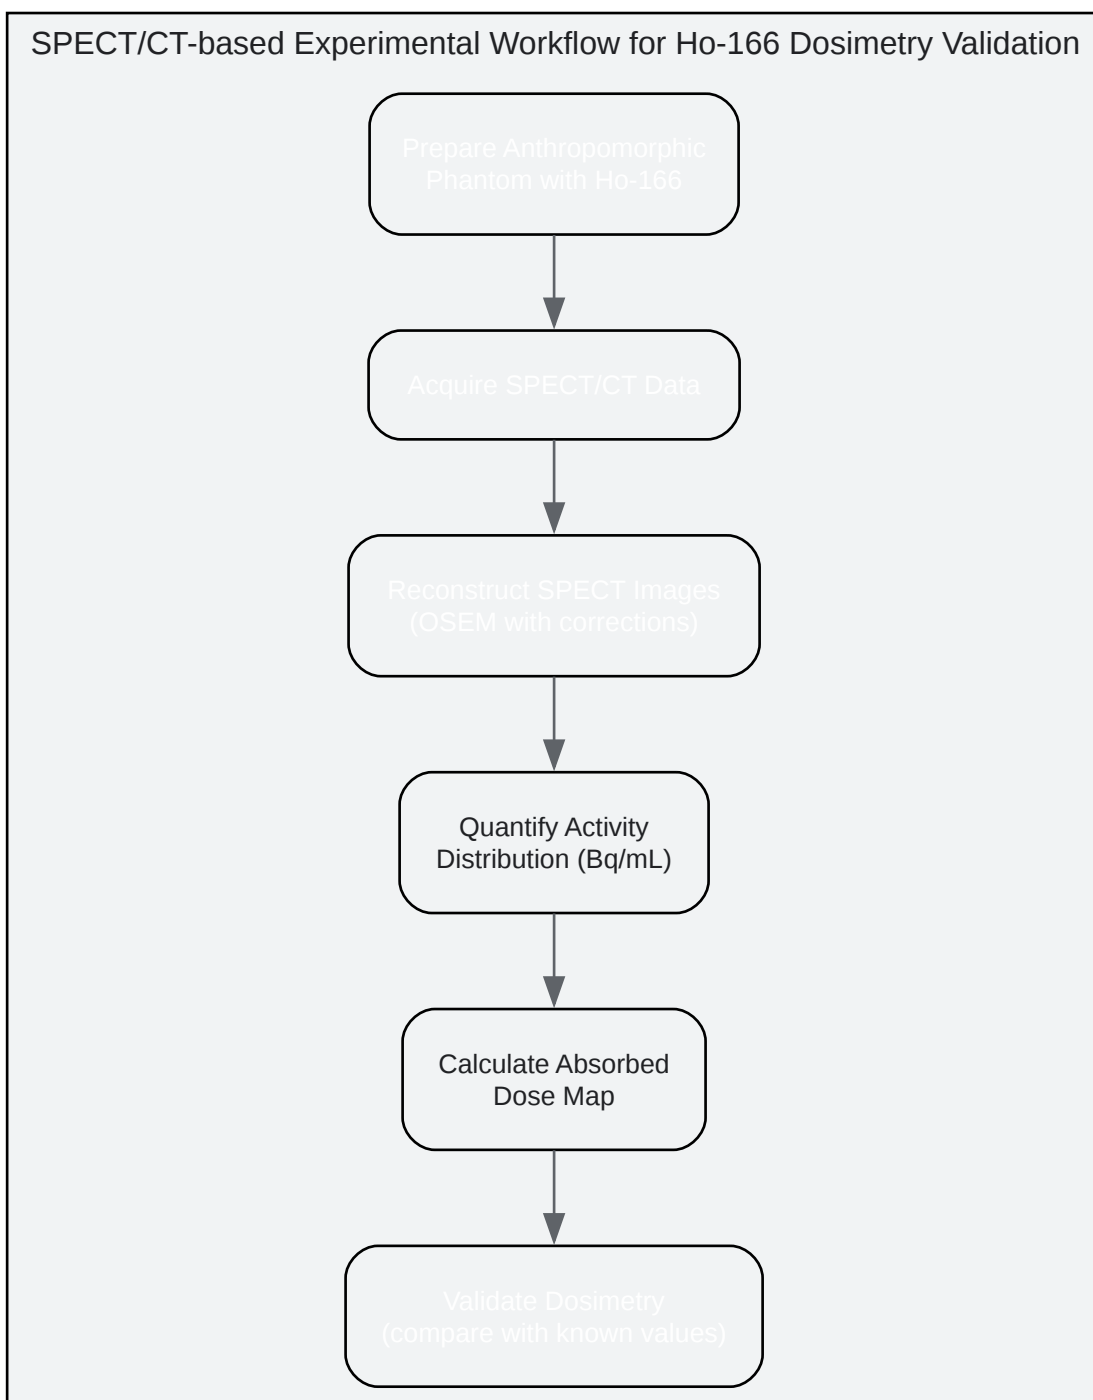 SPECT/CT-based Experimental Workflow for Ho-166 Dosimetry Validation
Prepare Anthropomorphic
Phantom with Ho-166
Acquire SPECT/CT Data
Reconstruct SPECT Images
(OSEM with corrections)
Quantify Activity
Distribution (Bq/mL)
Calculate Absorbed
Dose Map
Validate Dosimetry
(compare with known values)